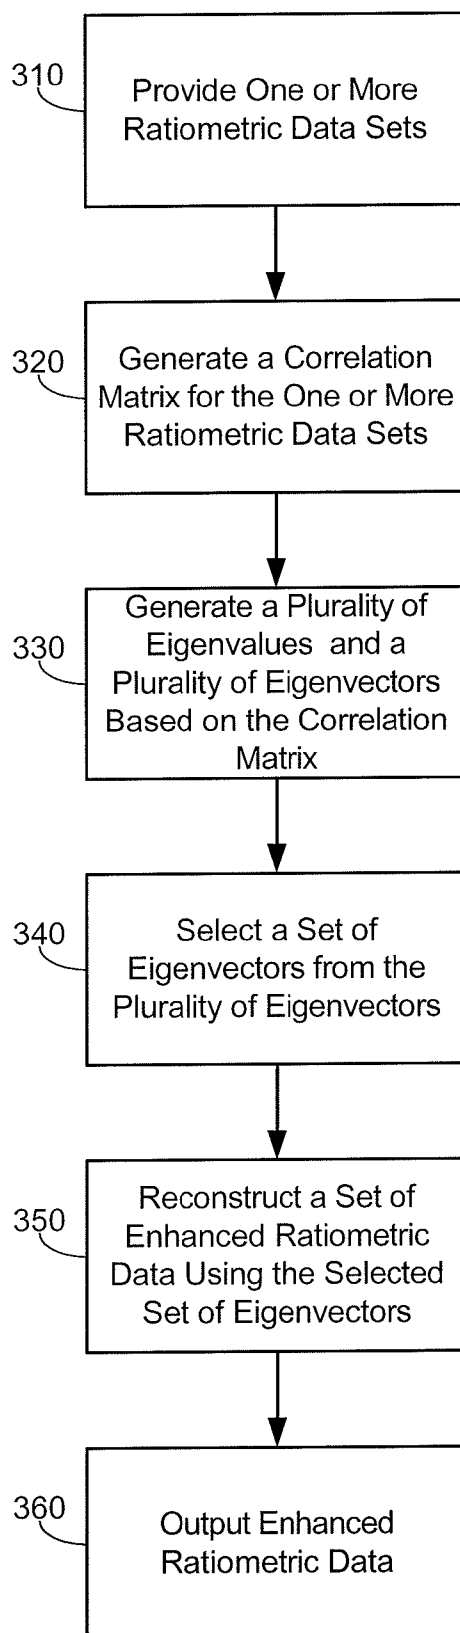 310
Provide One or More
Ratiometric Data Sets
320
Generate a Correlation
Matrix for the One or More
Ratiometric Data Sets
330
Generate a Plurality of
Eigenvalues and a
Plurality of Eigenvectors
Based on the Correlation
Matrix
340
Select a Set of
Eigenvectors from the
Plurality of Eigenvectors
350
Reconstruct a Set of
Enhanced Ratiometric
Data Using the Selected
Set of Eigenvectors
360
Output Enhanced
Ratiometric Data